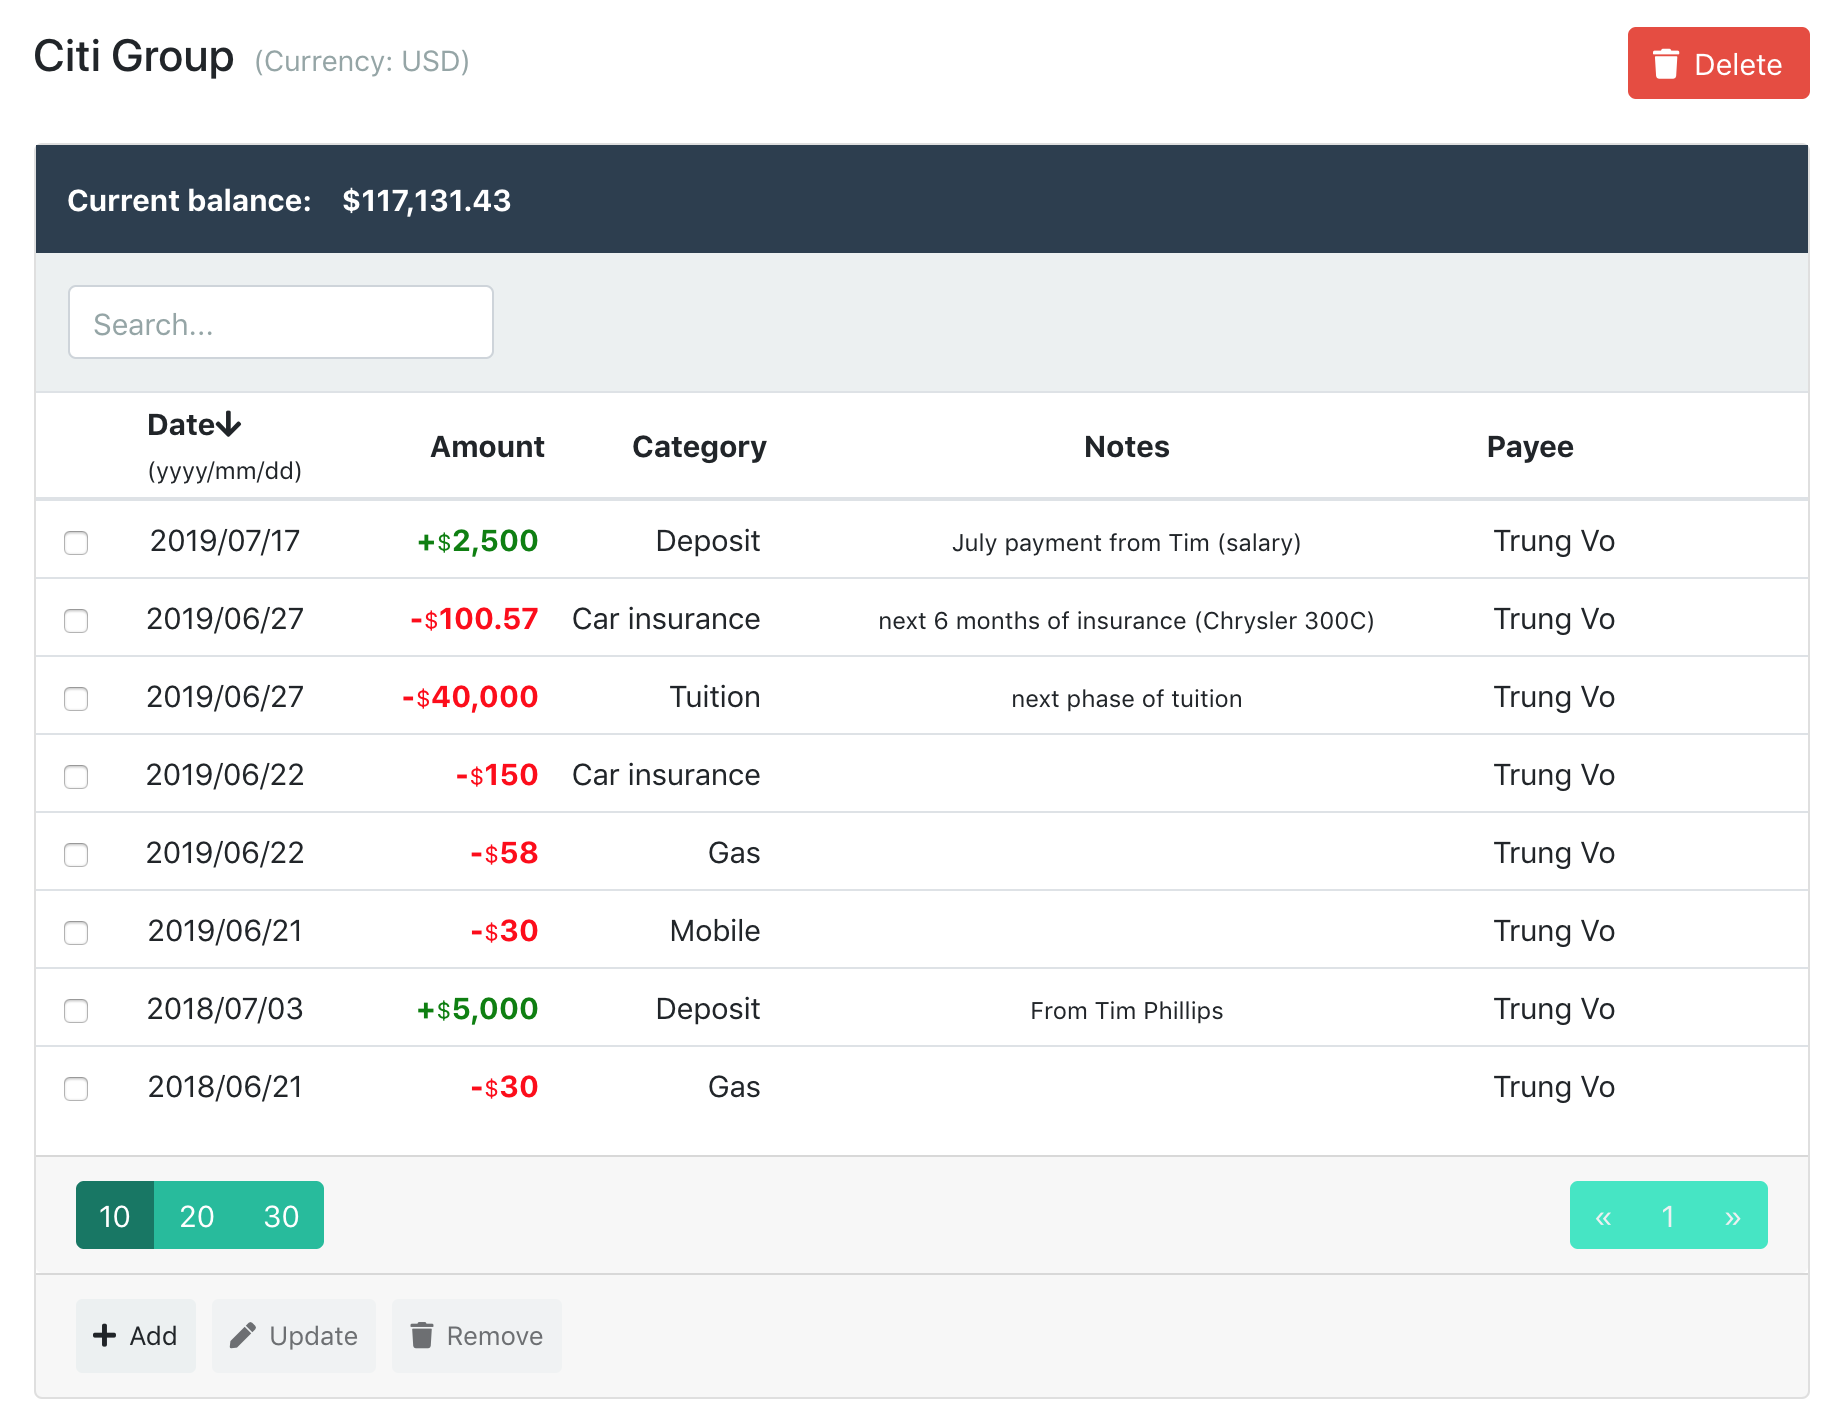 Citi Group (Currency: USD)
Delete
Current balance: $117,131.43
Search...
Date
(yyyy/mm/dd)
Amount Category Notes Payee
2019/07/17 +$2,500 Deposit July payment from Tim (salary) Trung Vo
2019/06/27 -$100.57 Car insurance next 6 months of insurance (Chrysler 300C) Trung Vo
2019/06/27 -$40,000 Tuition next phase of tuition Trung Vo
2019/06/22 -$150 Car insurance Trung Vo
2019/06/22 -$58 Gas Trung Vo
2019/06/21 -$30 Mobile Trung Vo
2018/07/03 +$5,000 Deposit From Tim Phillips Trung Vo
2018/06/21 -$30 Gas Trung Vo
10 20 30 « 1 »
Add Update Remove